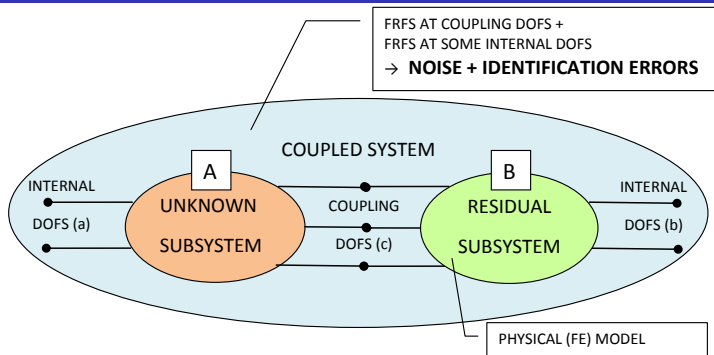 FRFS AT COUPLING DOFS +
FRFS AT SOME INTERNAL DOFS
→ NOISE + IDENTIFICATION ERRORS
COUPLED SYSTEM
A
B
INTERNAL
DOFS (a)
UNKNOWN
SUBSYSTEM
COUPLING
DOFS (c)
RESIDUAL
SUBSYSTEM
INTERNAL
DOFS (b)
PHYSICAL (FE) MODEL